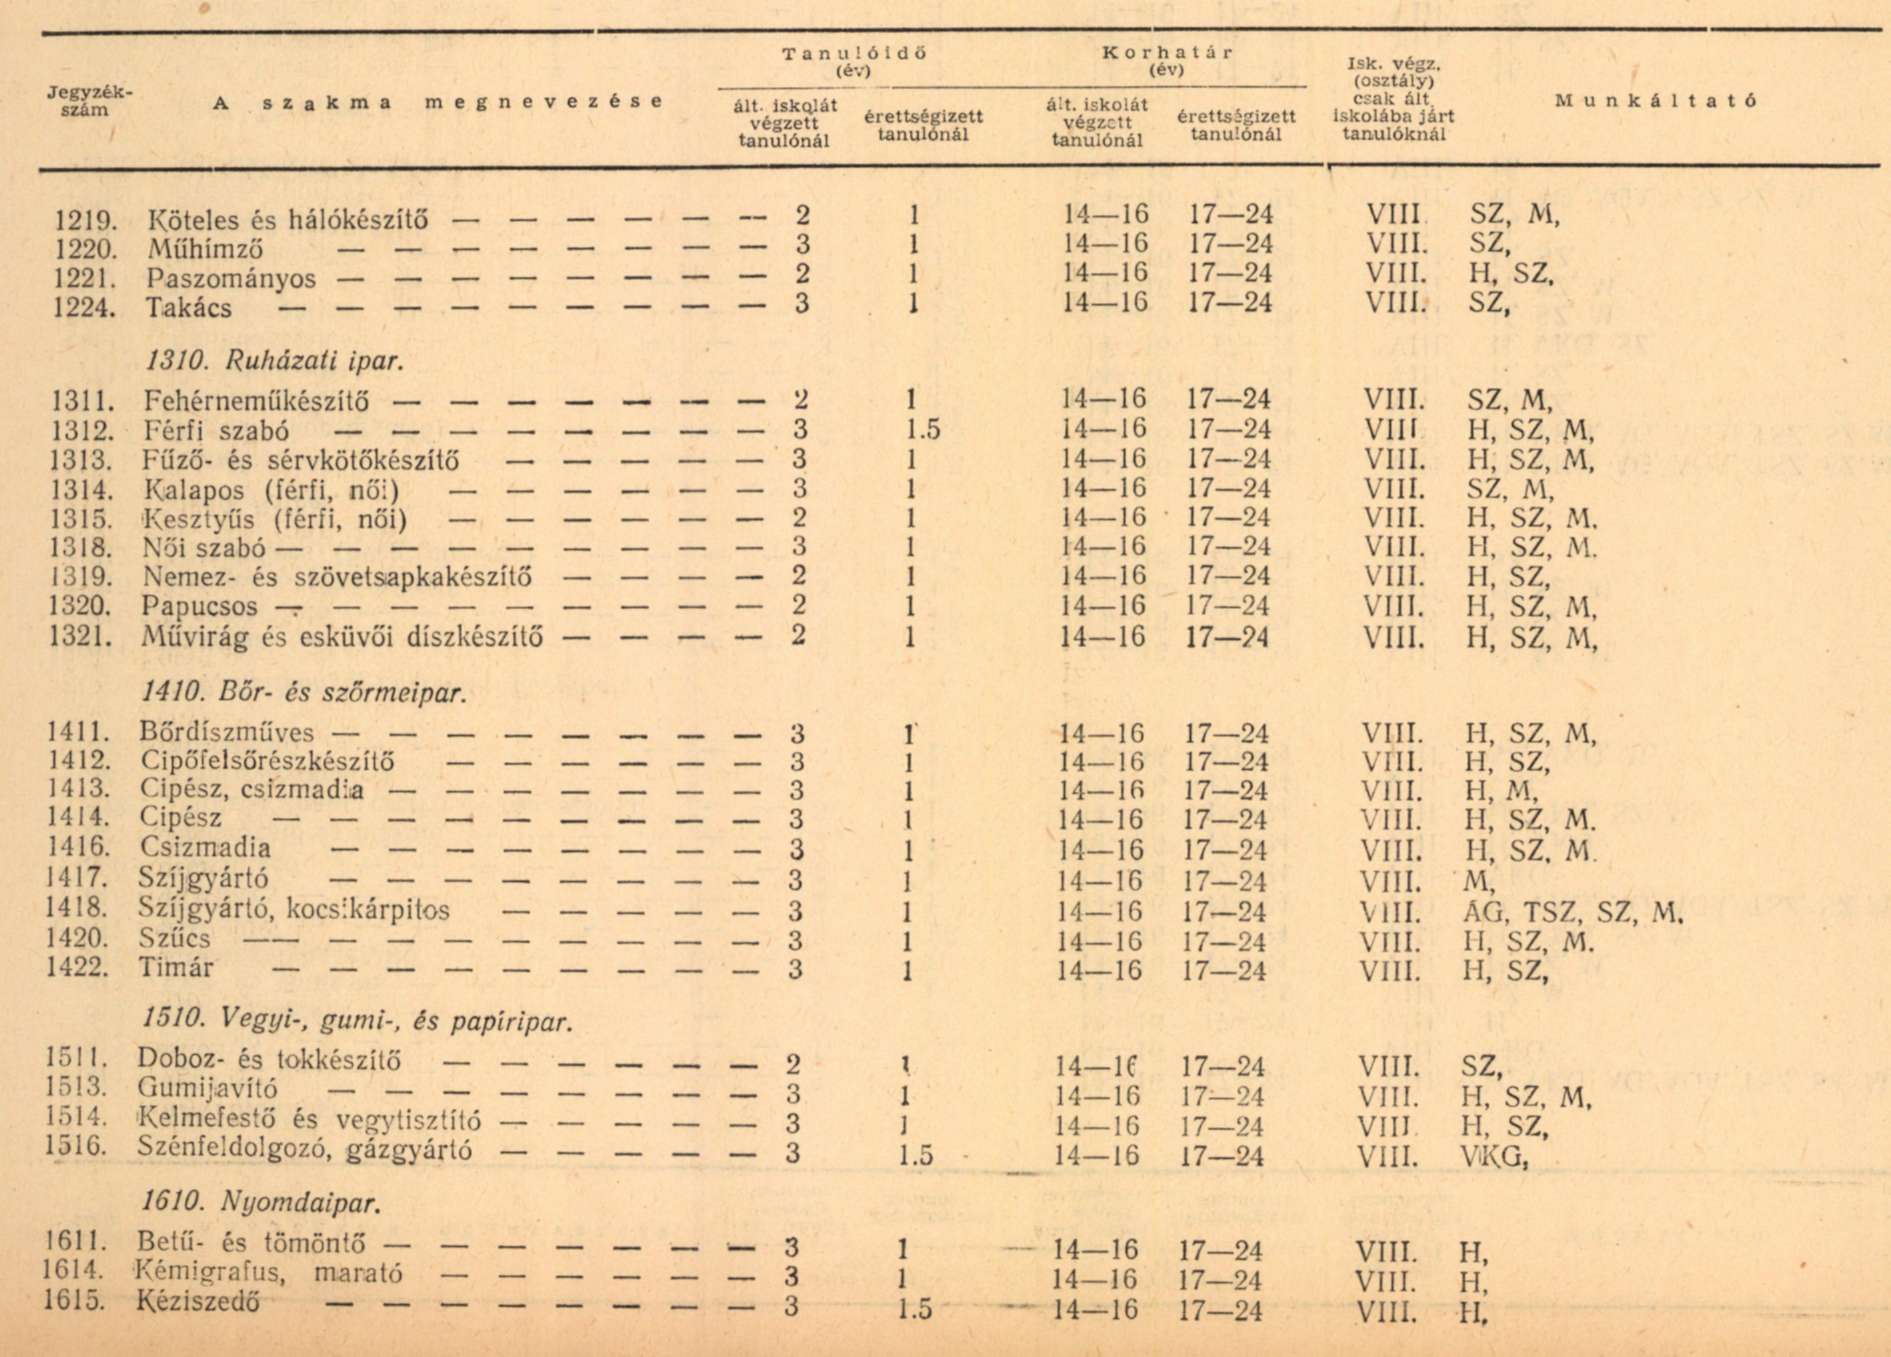 Jegyzék-szám A szakma megnevezése Tanulóidő (év) Korhatár (év) Isk. végz. (osztály) csak ált. iskolába járt tanulóknál Munkáltató
ált. iskolát végzett tanulónál érettségizett tanulónál ált. iskolát végzett tanulónál érettségizett tanulónál
1219. Köteles és hálókészítő — — — — — — 2 1 14—16 17—24 VIII. SZ, M,
1220. Műhímző — — — — — — — — 3 1 14—16 17—24 VIII. SZ,
1221. Paszományos — — — — — — — — 2 1 14—16 17—24 VIII. H, SZ,
1224. Takács — — — — — — — — — 3 1 14—16 17—24 VIII. SZ,
1310. Ruházati ipar.
1311. Fehérneműkészítő — — — — — — — 2 1 14—16 17—24 VIII. SZ, M,
1312. Férfi szabó — — — — — — — — 3 1.5 14—16 17—24 VIII. H, SZ, M,
1313. Fűző- és sérvkötőkészítő — — — — — 3 1 14—16 17—24 VIII. H, SZ, M,
1314. Kalapos (férfi, női) — — — — — — 3 1 14—16 17—24 VIII. SZ, M,
1315. Kesztyűs (férfi, női) — — — — — — 2 1 14—16 17—24 VIII. H, SZ, M.
1318. Női szabó — — — — — — — — — 3 1 14—16 17—24 VIII. H, SZ, M.
1319. Nemez- és szövetsapkakészítő — — — — 2 1 14—16 17—24 VIII. H, SZ,
1320. Papucsos — — — — — — — — — 2 1 14—16 17—24 VIII. H, SZ, M,
1321. Művirág és esküvői díszkészítő — — — — 2 1 14—16 17—24 VIII. H, SZ, M,
1410. Bőr- és szőrmeipar.
1411. Bőrdíszműves — — — — — — — — 3 1 14—16 17—24 VIII. H, SZ, M,
1412. Cipőfelsőrészkészítő — — — — — — 3 1 14—16 17—24 VIII. H, SZ,
1413. Cipész, csizmadia — — — — — — — 3 1 14—16 17—24 VIII. H, M,
1414. Cipész — — — — — — — — — 3 1 14—16 17—24 VIII. H, SZ, M.
1416. Csizmadia — — — — — — — — 3 1 14—16 17—24 VIII. H, SZ, M.
1417. Szíjgyártó — — — — — — — — 3 1 14—16 17—24 VIII. M,
1418. Szíjgyártó, kocsikárpitos — — — — — 3 1 14—16 17—24 VIII. ÁG, TSZ, SZ, M.
1420. Szűcs —— — — — — — — — — 3 1 14—16 17—24 VIII. H, SZ, M.
1422. Timár — — — — — — — — — 3 1 14—16 17—24 VIII. H, SZ,
1510. Vegyi-, gumi-, és papíripar.
1511. Doboz- és tokkészítő — — — — — — 2 1 14—16 17—24 VIII. SZ,
1513. Gumijavító — — — — — — — — 3 1 14—16 17—24 VIII. H, SZ, M,
1514. Kelmefestő és vegytisztító — — — — — 3 1 14—16 17—24 VIII. H, SZ,
1516. Szénfeldolgozó, gázgyártó — — — — — 3 1.5 14—16 17—24 VIII. VKG,
1610. Nyomdaipar.
1611. Betű- és tömöntő — — — — — — — 3 1 14—16 17—24 VIII. H,
1614. Kémigrafus, marató — — — — — — 3 1 14—16 17—24 VIII. H,
1615. Kéziszedő — — — — — — — — 3 1.5 14—16 17—24 VIII. H,